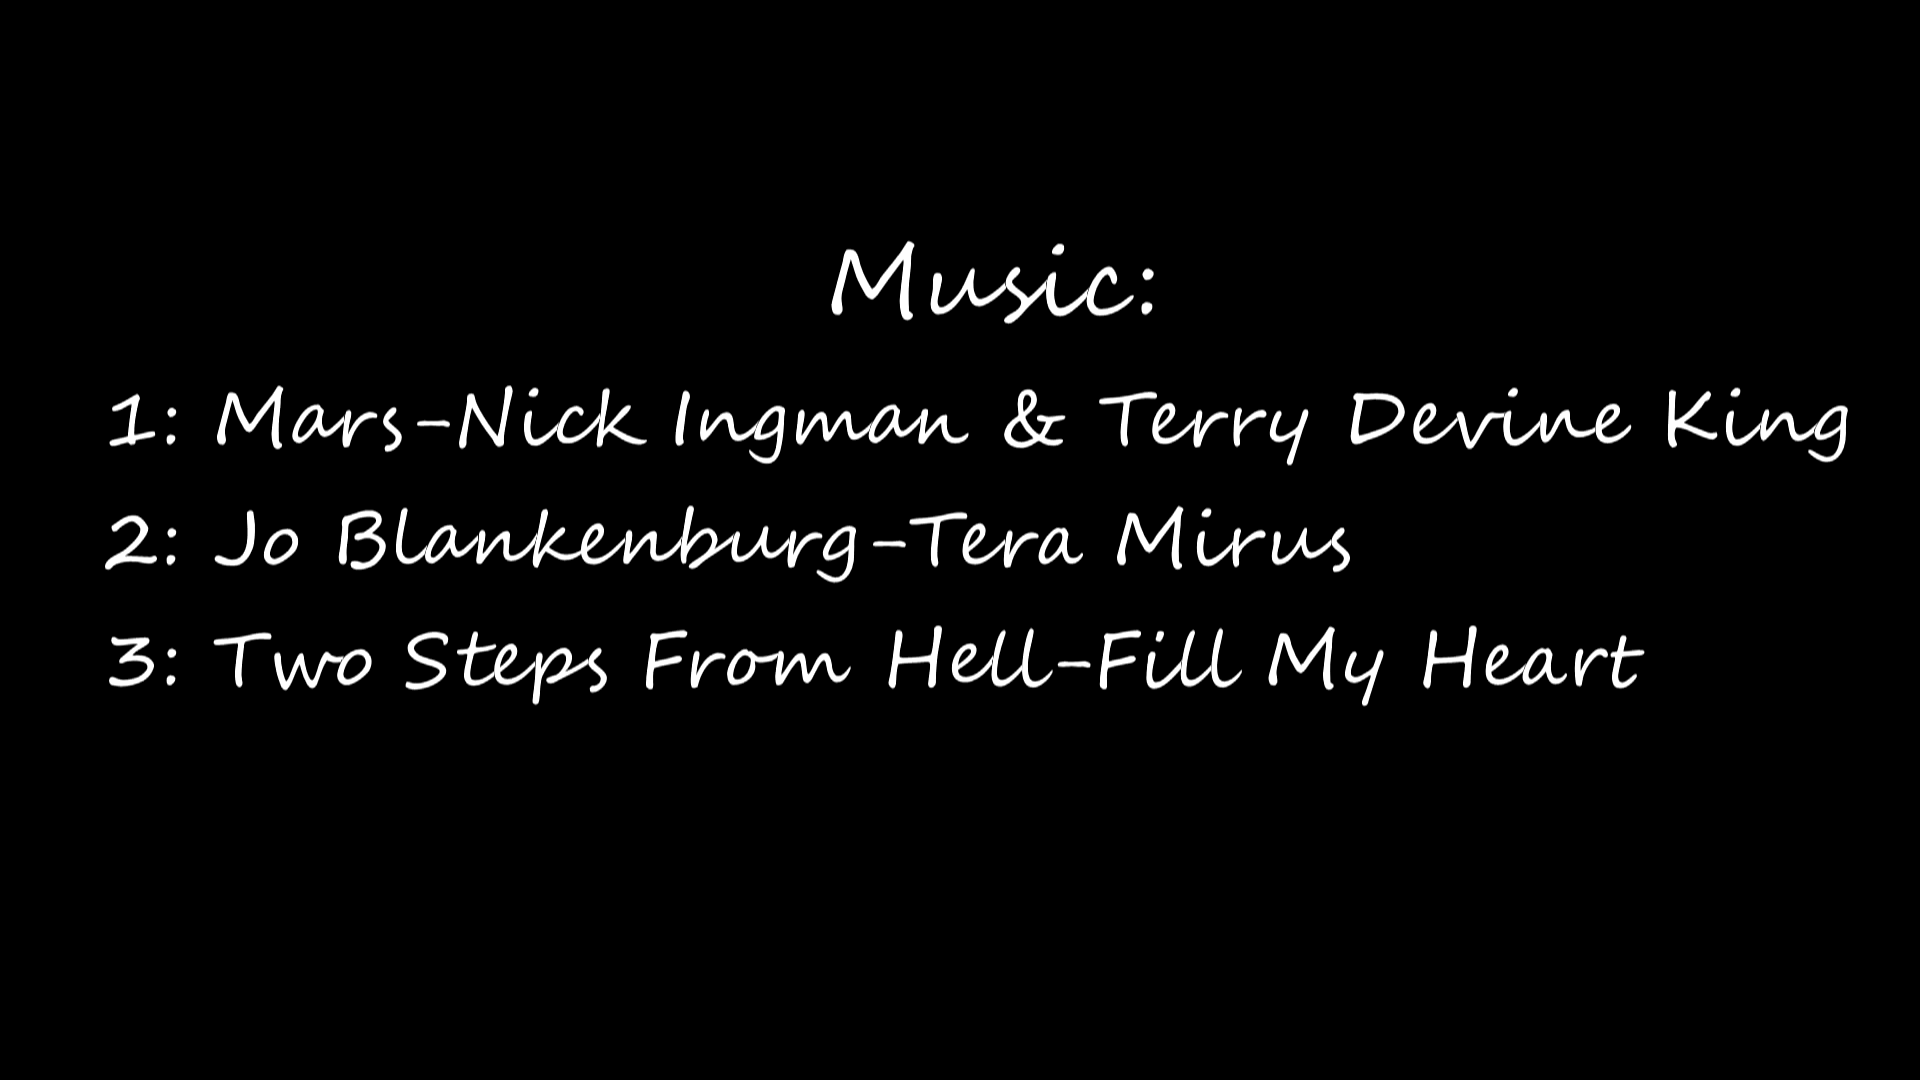 Music:
1: Mars-Nick Ingman & Terry Devine King
2: Jo Blankenburg-Tera Mirus
3: Two Steps From Hell-Fill My Heart